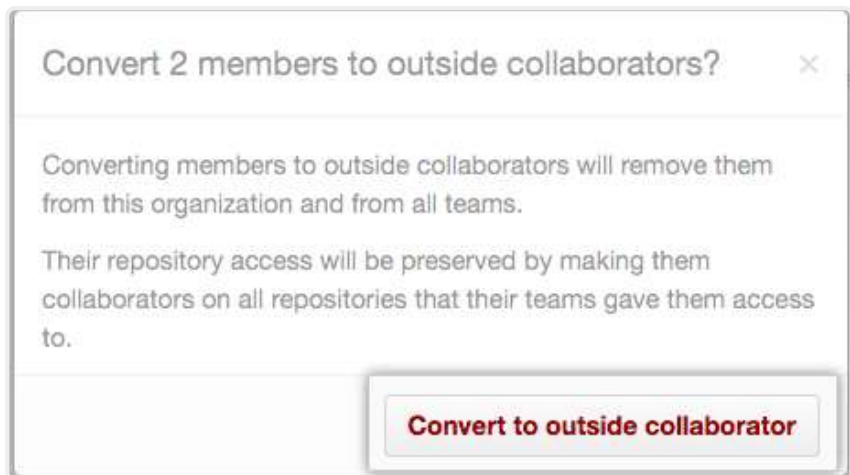 Convert 2 members to outside collaborators? ×
Converting members to outside collaborators will remove them
from this organization and from all teams.
Their repository access will be preserved by making them
collaborators on all repositories that their teams gave them access
to.
Convert to outside collaborator